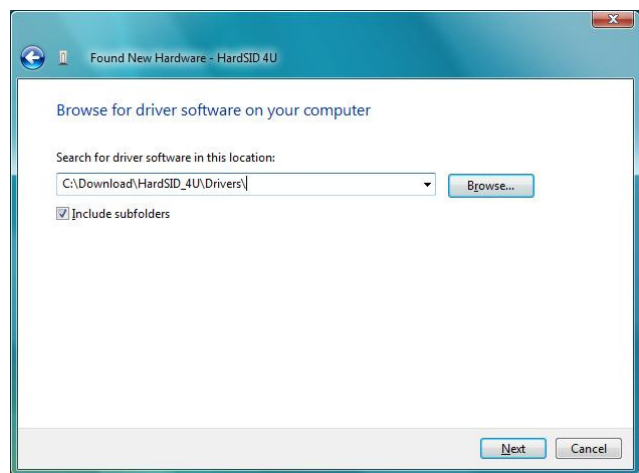 Found New Hardware - HardSID 4U
Browse for driver software on your computer
Search for driver software in this location:
C:\Download\HardSID_4U\Drivers\
Browse...
Include subfolders
Next
Cancel